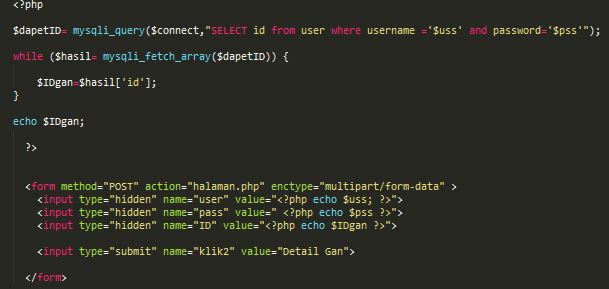 <?php
$dapetID= mysqli_query($connect,"SELECT id from user where username ='$uss' and password='$pss'");
while ($hasil= mysqli_fetch_array($dapetID)) {
$IDgan=$hasil['id'];
}
echo $IDgan;
?>
<form method="POST" action="halaman.php" enctype="multipart/form-data" >
<input type="hidden" name="user" value="<?php echo $uss; ?>">
<input type="hidden" name="pass" value=" <?php echo $pss ?>">
<input type="hidden" name="ID" value="<?php echo $IDgan ?>">
<input type="submit" name="klik2" value="Detail Gan">
</form>